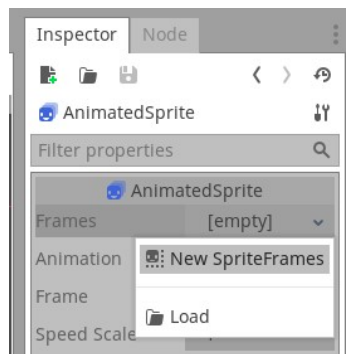 Inspector Node
AnimatedSprite
Filter properties
AnimatedSprite
Frames [empty]
Animation
New SpriteFrames
Frame
Load
Speed Scale